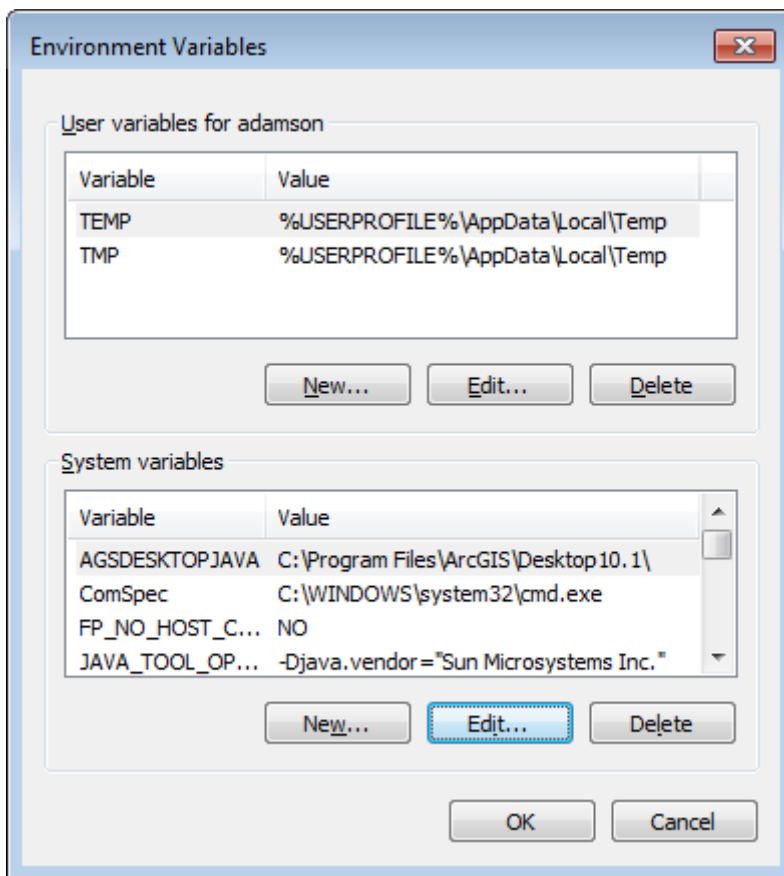 Environment Variables
User variables for adamson
Variable Value
TEMP %USERPROFILE%\AppData\Local\Temp
TMP %USERPROFILE%\AppData\Local\Temp
New... Edit... Delete
System variables
Variable Value
AGSDESKTOPJAVA C:\Program Files\ArcGIS\Desktop10.1\
ComSpec C:\WINDOWS\system32\cmd.exe
FP_NO_HOST_C... NO
JAVA_TOOL_OP... -Djava.vendor="Sun Microsystems Inc."
New... Edit... Delete
OK Cancel